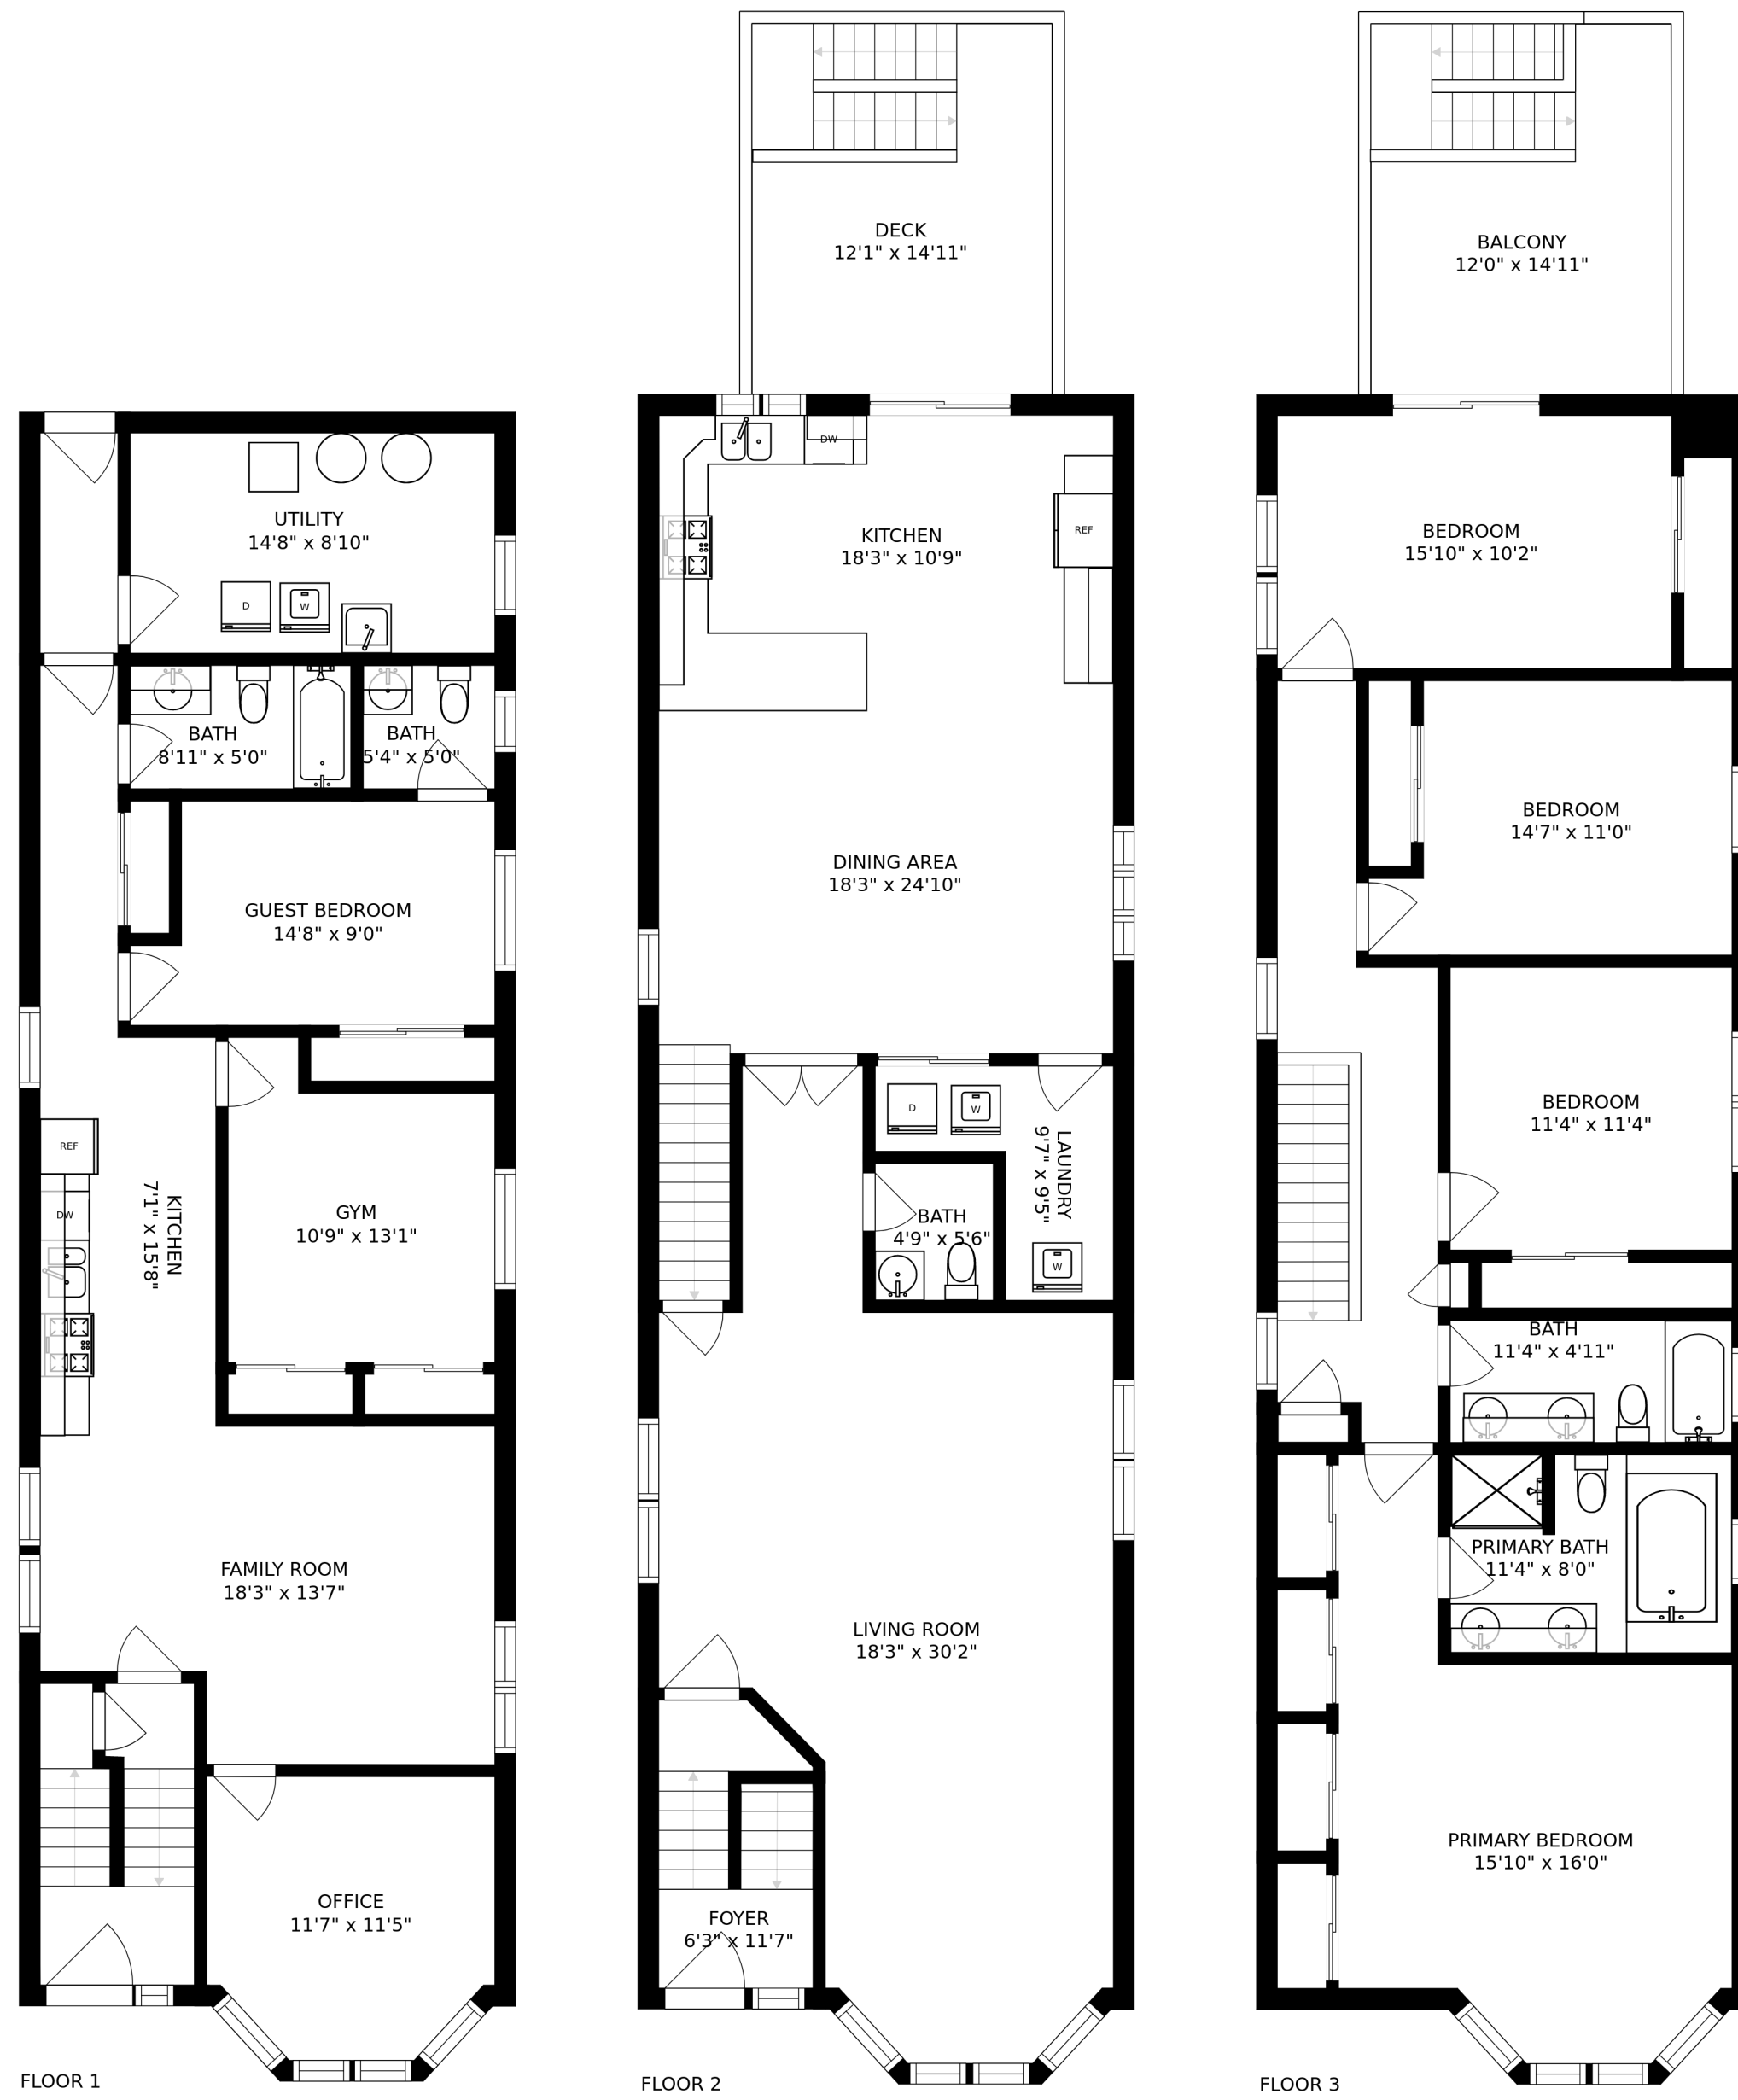 UTILITY
14'8" x 8'10"
D
W
BATH
8'11" x 5'0"
BATH
5'4" x 5'0"
GUEST BEDROOM
14'8" x 9'0"
REF
DW
KITCHEN
7'1" x 15'8"
GYM
10'9" x 13'1"
FAMILY ROOM
18'3" x 13'7"
OFFICE
11'7" x 11'5"
FLOOR 1
DECK
12'1" x 14'11"
DW
KITCHEN
18'3" x 10'9"
REF
DINING AREA
18'3" x 24'10"
D
W
LAUNDRY
9'7" x 9'5"
BATH
4'9" x 5'6"
W
LIVING ROOM
18'3" x 30'2"
FOYER
6'3" x 11'7"
FLOOR 2
BALCONY
12'0" x 14'11"
BEDROOM
15'10" x 10'2"
BEDROOM
14'7" x 11'0"
BEDROOM
11'4" x 11'4"
BATH
11'4" x 4'11"
PRIMARY BATH
11'4" x 8'0"
PRIMARY BEDROOM
15'10" x 16'0"
FLOOR 3